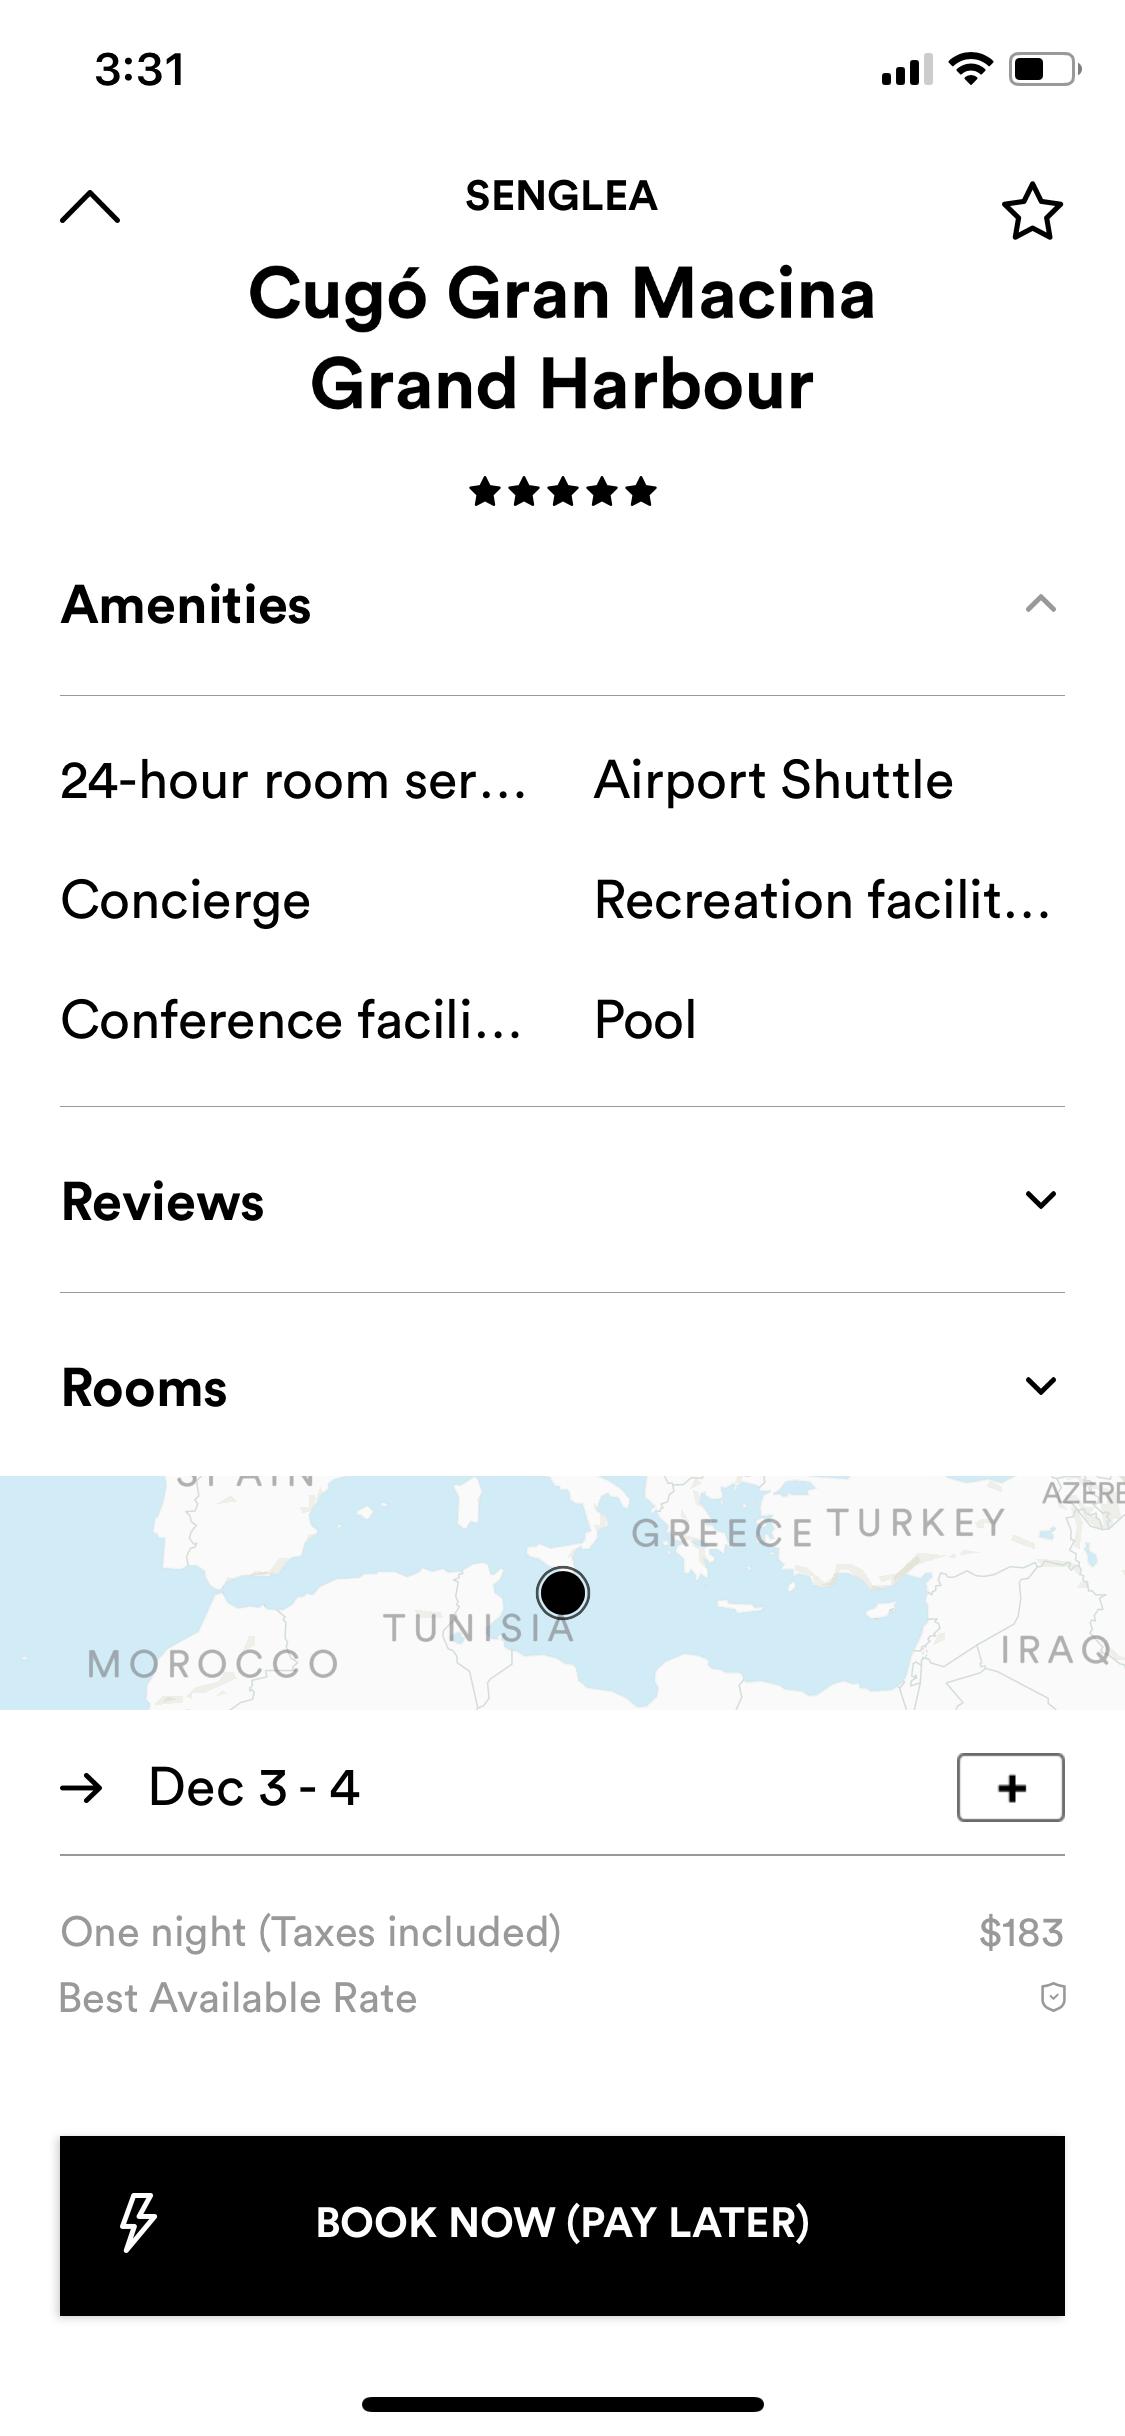 3:31
SENGLEA
Cugó Gran Macina
Grand Harbour
Amenities
24-hour room ser...
Airport Shuttle
Concierge
Recreation facilit...
Conference facili...
Pool
Reviews
Rooms
SPAIN
GREECE
TURKEY
AZERB
TUNISIA
MOROCCO
IRAQ
Dec 3 - 4
+
One night (Taxes included)
$183
Best Available Rate
BOOK NOW (PAY LATER)